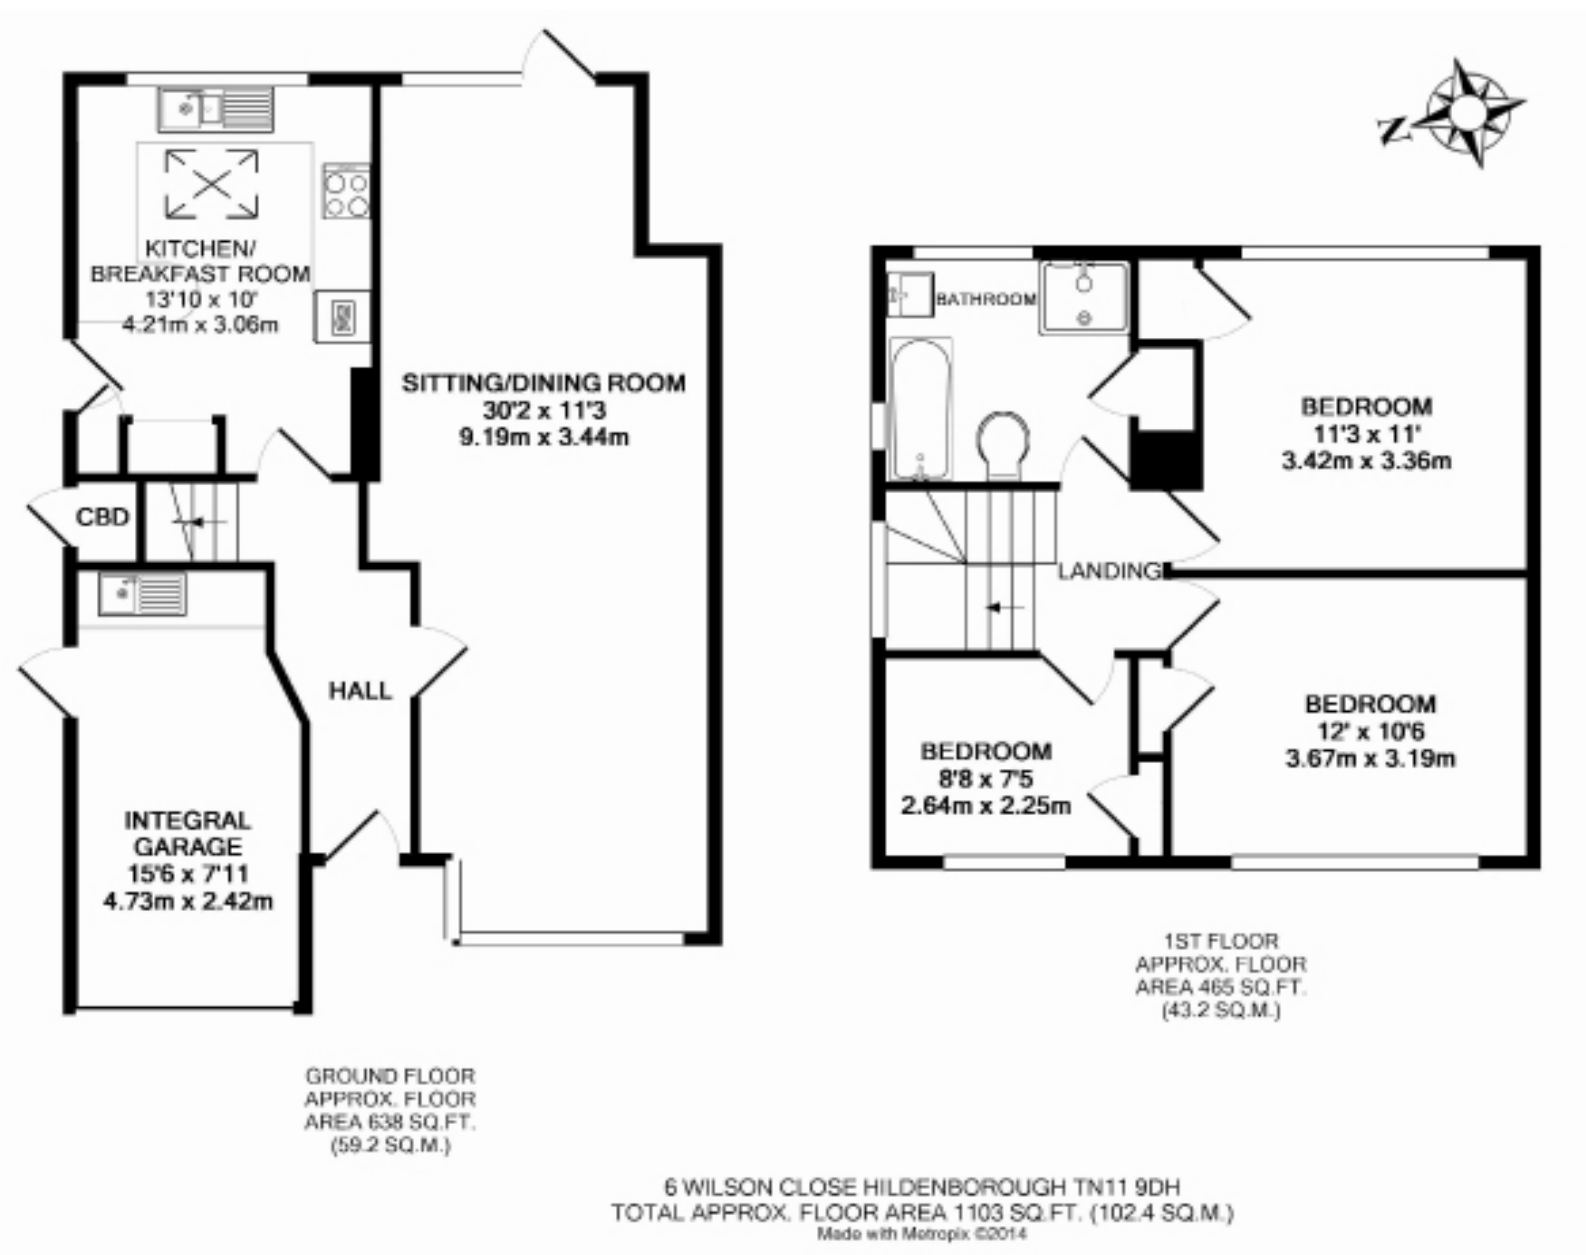 N
KITCHEN/
BREAKFAST ROOM
13'10 x 10'
4.21m x 3.06m
SITTING/DINING ROOM
30'2 x 11'3
9.19m x 3.44m
CBD
HALL
INTEGRAL
GARAGE
15'6 x 7'11
4.73m x 2.42m
GROUND FLOOR
APPROX. FLOOR
AREA 638 SQ.FT.
(59.2 SQ.M.)
BATHROOM
BEDROOM
11'3 x 11'
3.42m x 3.36m
LANDING
BEDROOM
12' x 10'6
3.67m x 3.19m
BEDROOM
8'8 x 7'5
2.64m x 2.25m
1ST FLOOR
APPROX. FLOOR
AREA 465 SQ.FT.
(43.2 SQ.M.)
6 WILSON CLOSE HILDENBOROUGH TN11 9DH
TOTAL APPROX. FLOOR AREA 1103 SQ.FT. (102.4 SQ.M.)
Made with Metropix ©2014